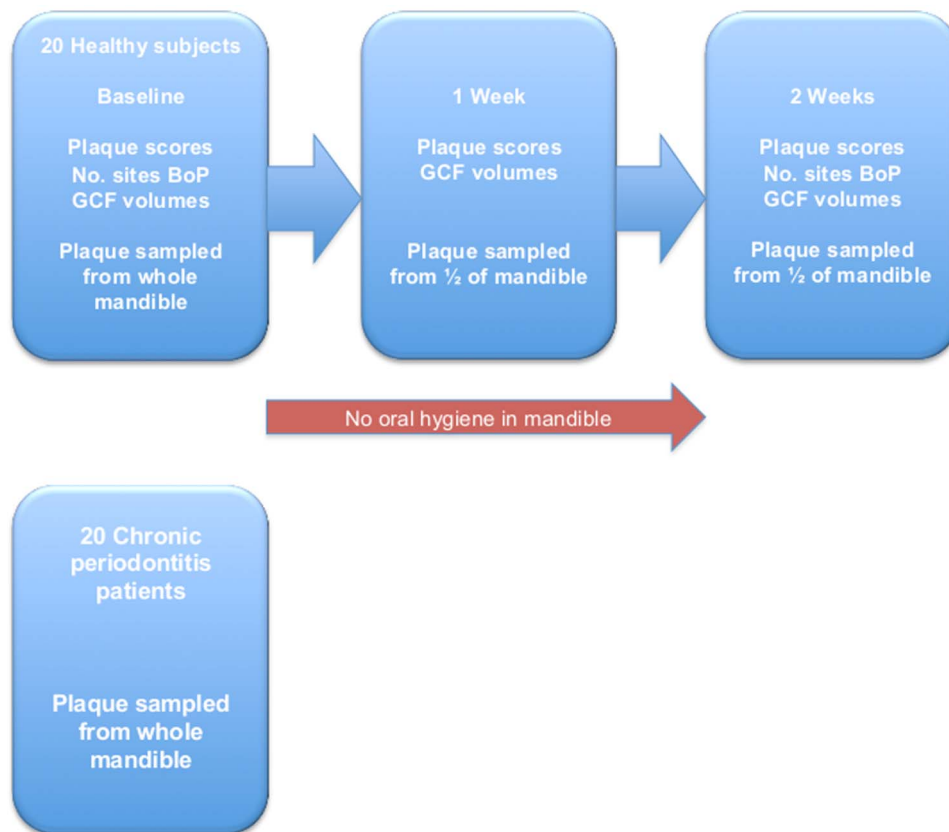 20 Healthy subjects
Baseline
Plaque scores
No. sites BoP
GCF volumes
Plaque sampled
from whole
mandible
1 Week
Plaque scores
GCF volumes
Plaque sampled
from ½ of mandible
2 Weeks
Plaque scores
No. sites BoP
GCF volumes
Plaque sampled
from ½ of mandible
No oral hygiene in mandible
20 Chronic
periodontitis
patients
Plaque sampled
from whole
mandible